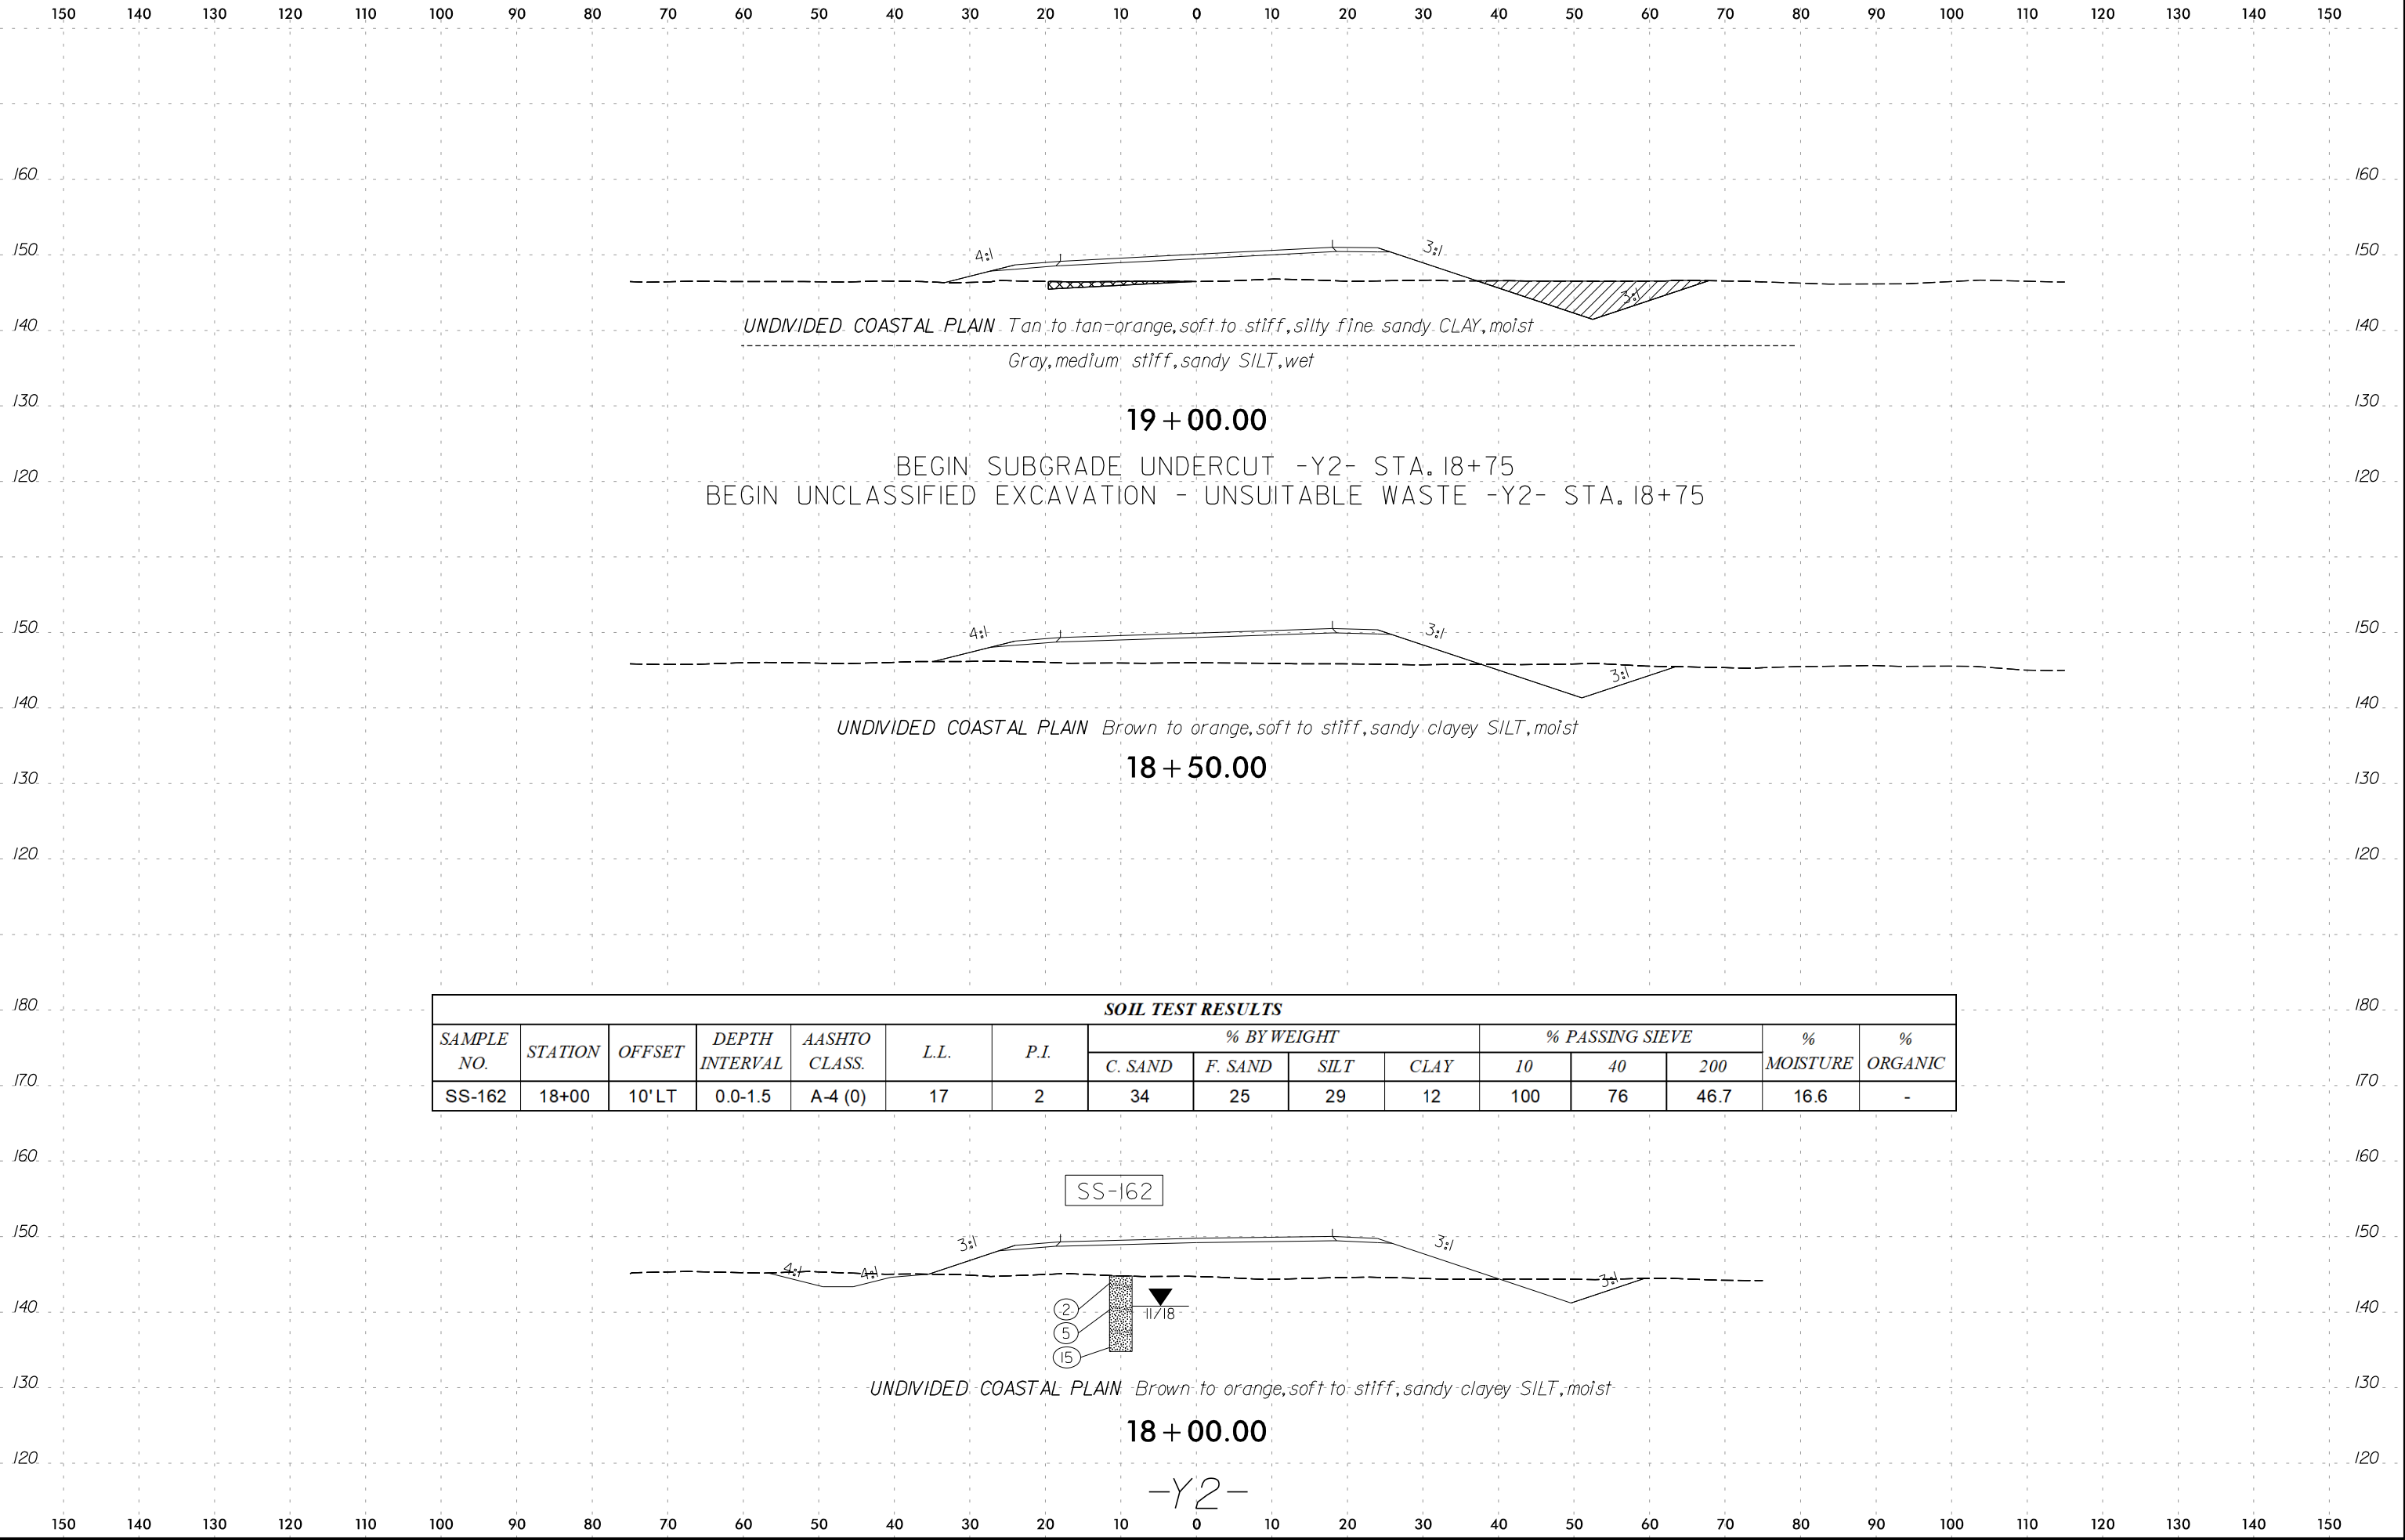 150 140 130 120 110 100 90 80 70 60 50 40 30 20 10 0 10 20 30 40 50 60 70 80 90 100 110 120 130 140 150
160 160
150 4:1 3:1 150
3:1
140 UNDIVIDED COASTAL PLAIN Tan to tan-orange, soft to stiff, silty fine sandy CLAY, moist 140
Gray, medium stiff, sandy SILT, wet
130 130
19+00.00
BEGIN SUBGRADE UNDERCUT -Y2- STA. 18+75
120 120
BEGIN UNCLASSIFIED EXCAVATION - UNSUITABLE WASTE -Y2- STA. 18+75
150 4:1 3:1 150
3:1
140 140
UNDIVIDED COASTAL PLAIN Brown to orange, soft to stiff, sandy clayey SILT, moist
18+50.00
130 130
120 120
180 180
SOIL TEST RESULTS
SAMPLE NO. STATION OFFSET DEPTH INTERVAL AASHTO CLASS. L.L. P.I. % BY WEIGHT % PASSING SIEVE % MOISTURE % ORGANIC
C. SAND F. SAND SILT CLAY 10 40 200
170 170
SS-162 18+00 10' LT 0.0-1.5 A-4 (0) 17 2 34 25 29 12 100 76 46.7 16.6 -
160 160
SS-162
150 150
3:1 3:1
4:1 4:1 3:1
140 2 11/18 140
5
15
130 130
UNDIVIDED COASTAL PLAIN Brown to orange, soft to stiff, sandy clayey SILT, moist
18+00.00
120 120
-Y2-
150 140 130 120 110 100 90 80 70 60 50 40 30 20 10 0 10 20 30 40 50 60 70 80 90 100 110 120 130 140 150